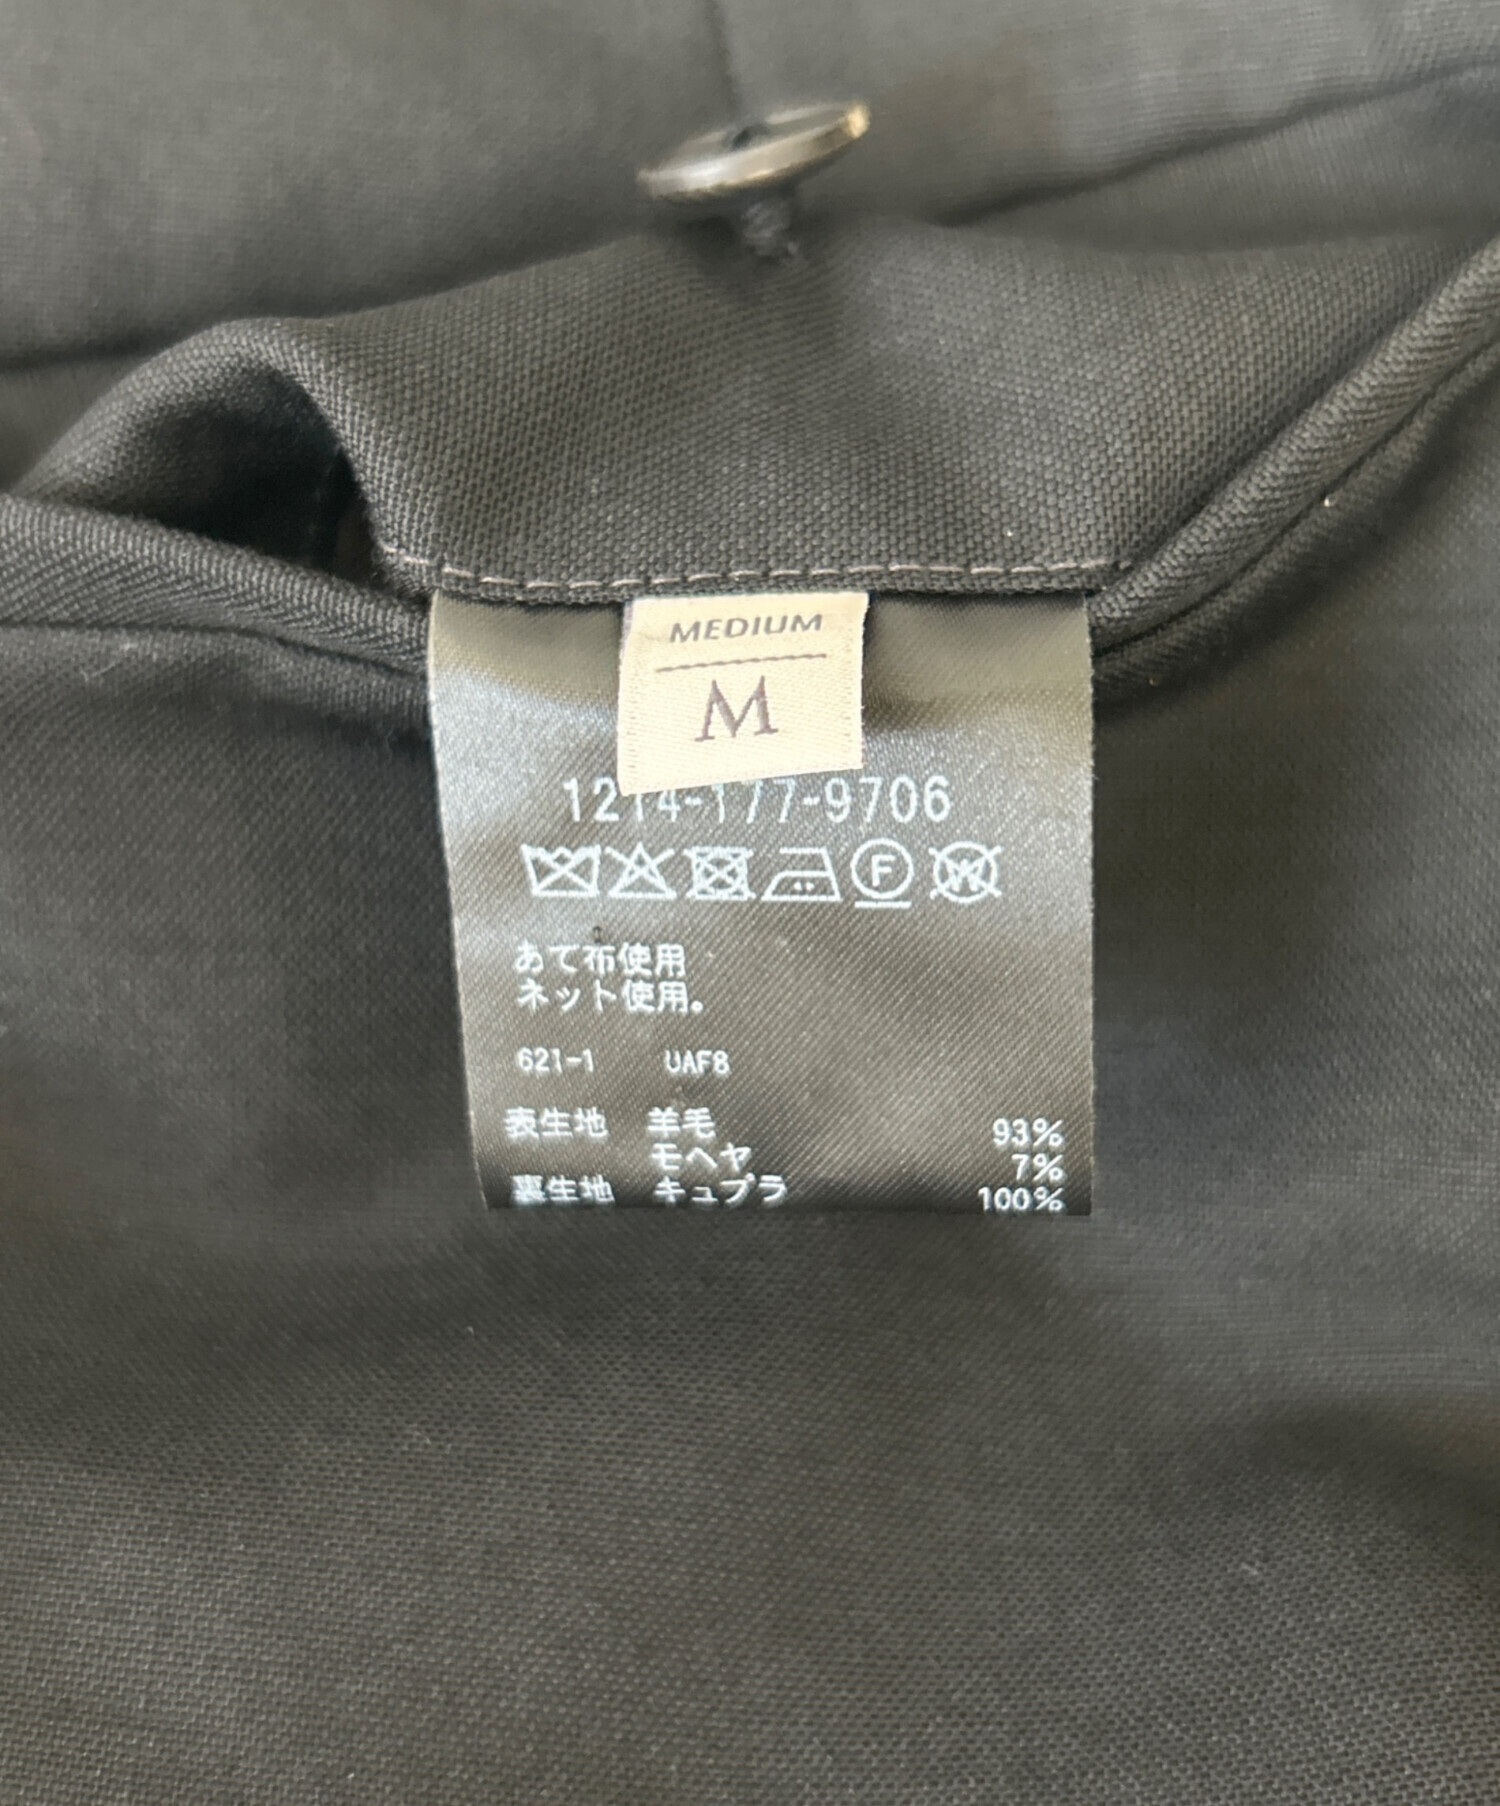 MEDIUM
M
1214-177-9706
F W
あて布使用
ネット使用。
621-1 UAF8
表生地 羊毛 93%
モヘヤ 7%
裏生地 キュプラ 100%